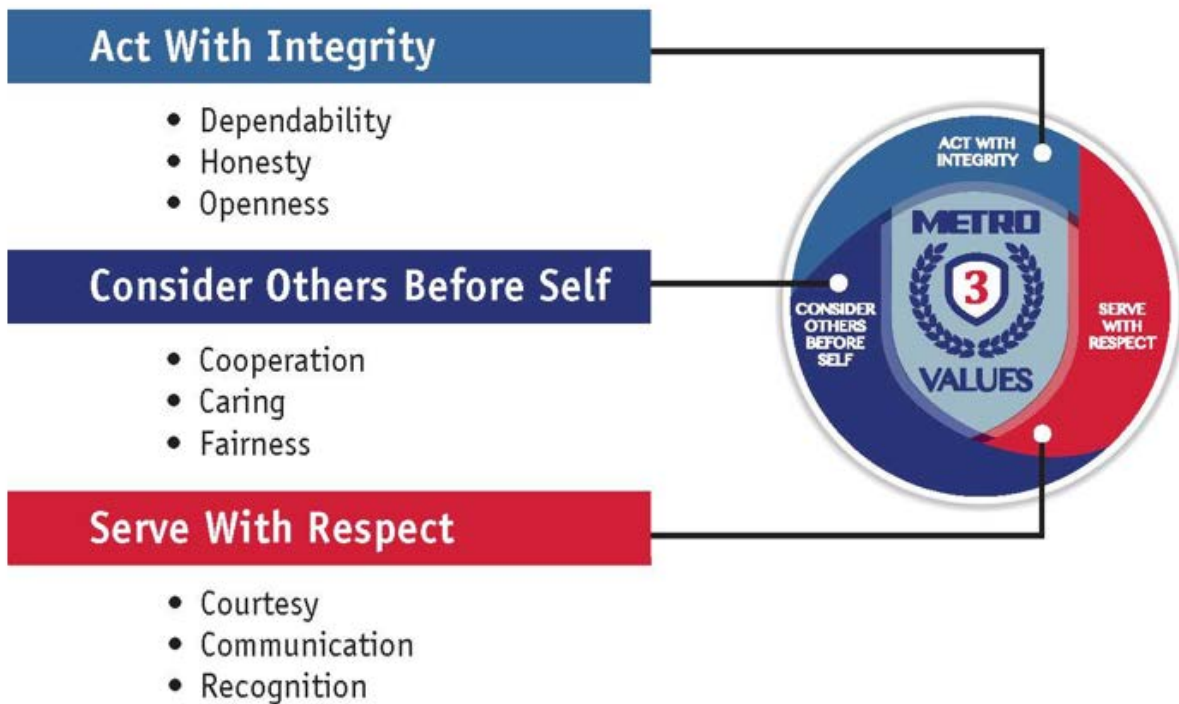 Act With Integrity
• Dependability
• Honesty
• Openness
Consider Others Before Self
• Cooperation
• Caring
• Fairness
Serve With Respect
• Courtesy
• Communication
• Recognition
ACT WITH
INTEGRITY
METRO
3
VALUES
CONSIDER
OTHERS
BEFORE
SELF
SERVE
WITH
RESPECT